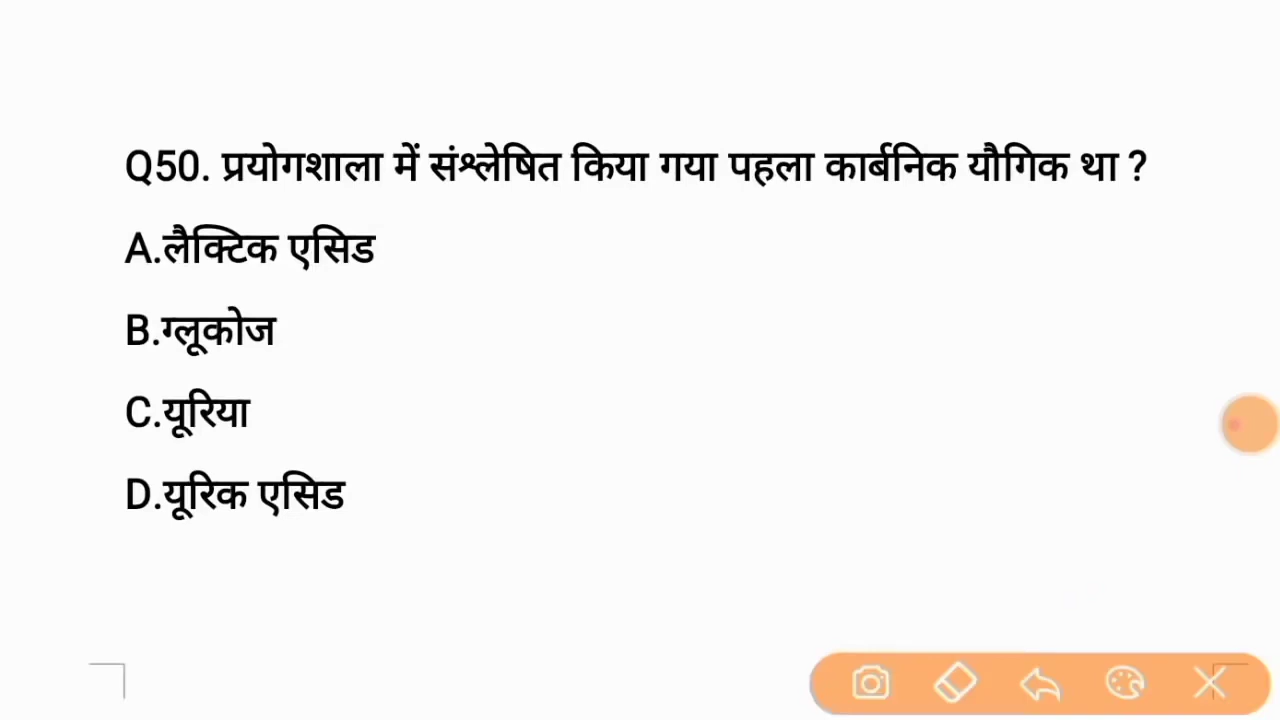 Q50. प्रयोगशाला में संश्लेषित किया गया पहला कार्बनिक यौगिक था ?
A.लैक्टिक एसिड
B.ग्लूकोज
C.यूरिया
D.यूरिक एसिड